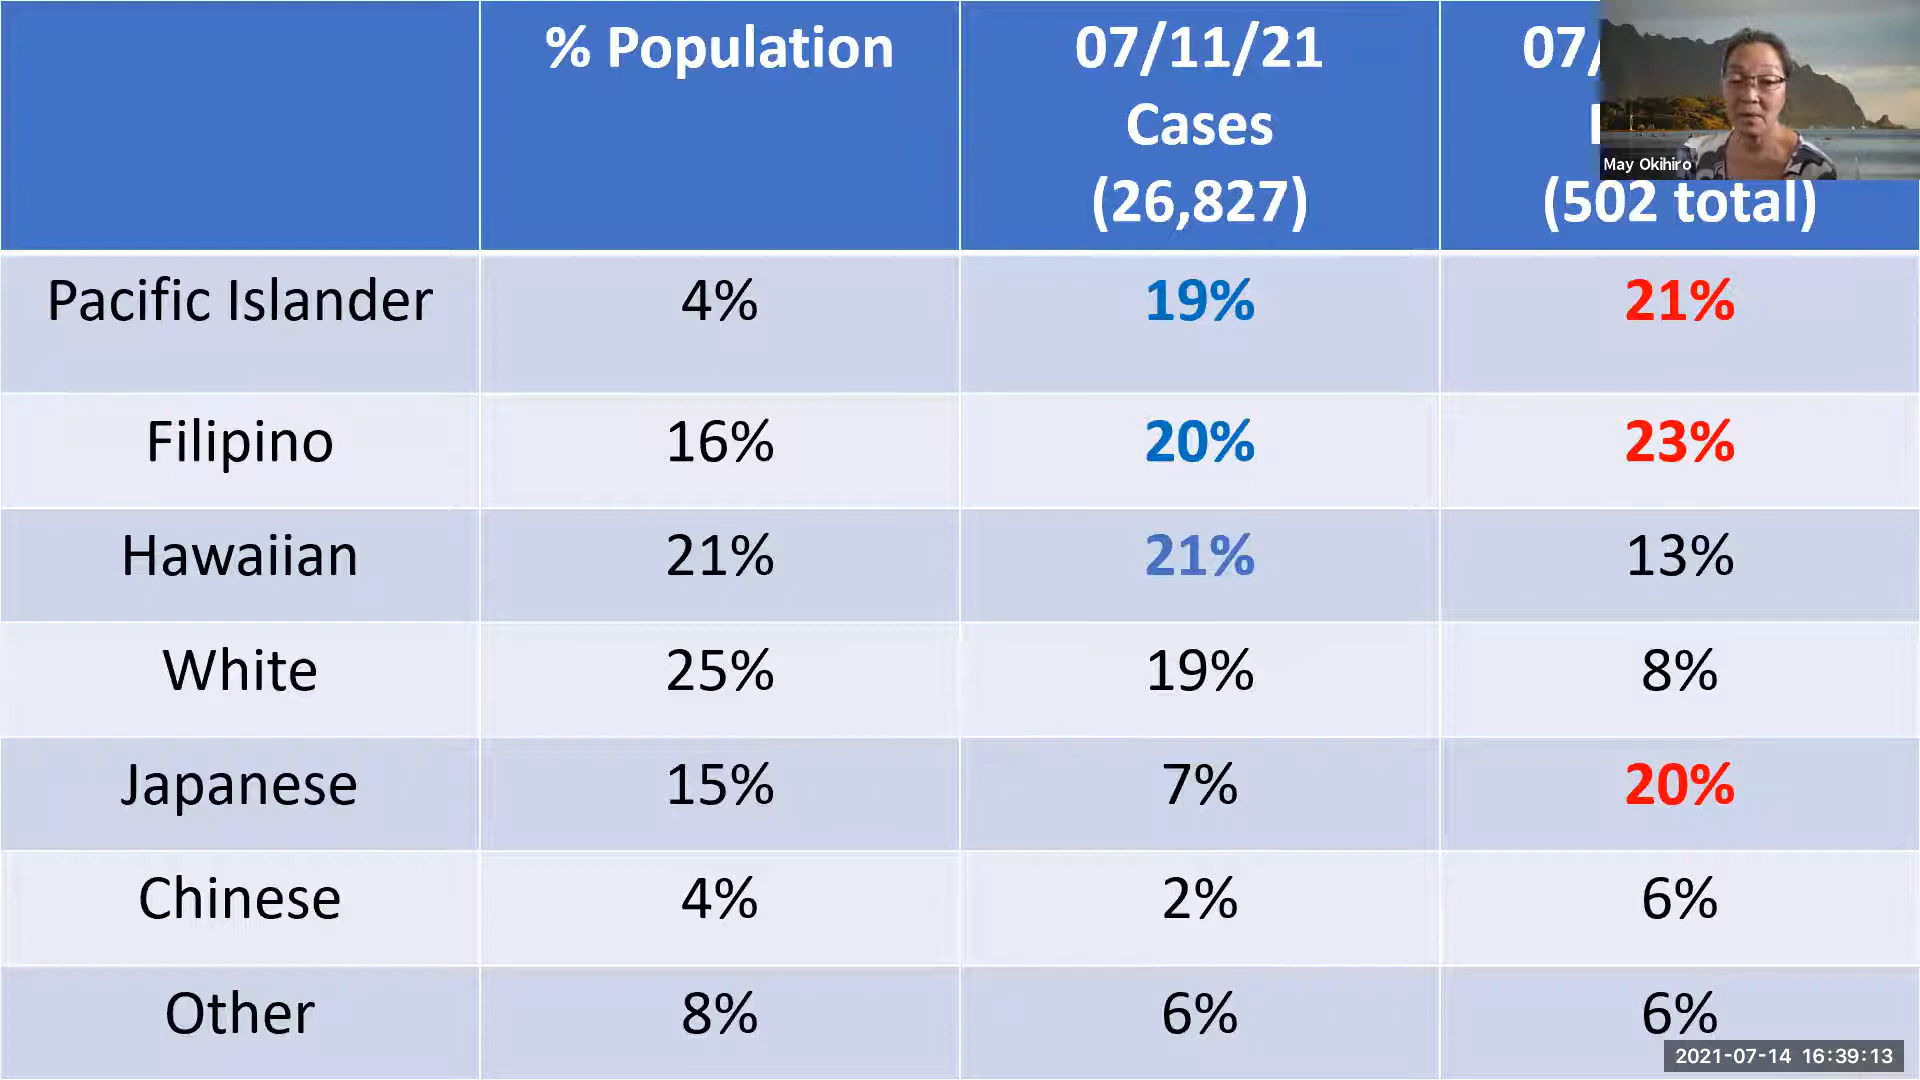 % Population
07/11/21
Cases
(26,827)
07/
(502 total)
May Okihiro
Pacific Islander 4% 19% 21%
Filipino 16% 20% 23%
Hawaiian 21% 21% 13%
White 25% 19% 8%
Japanese 15% 7% 20%
Chinese 4% 2% 6%
Other 8% 6% 6%
2021-07-14 16:39:13